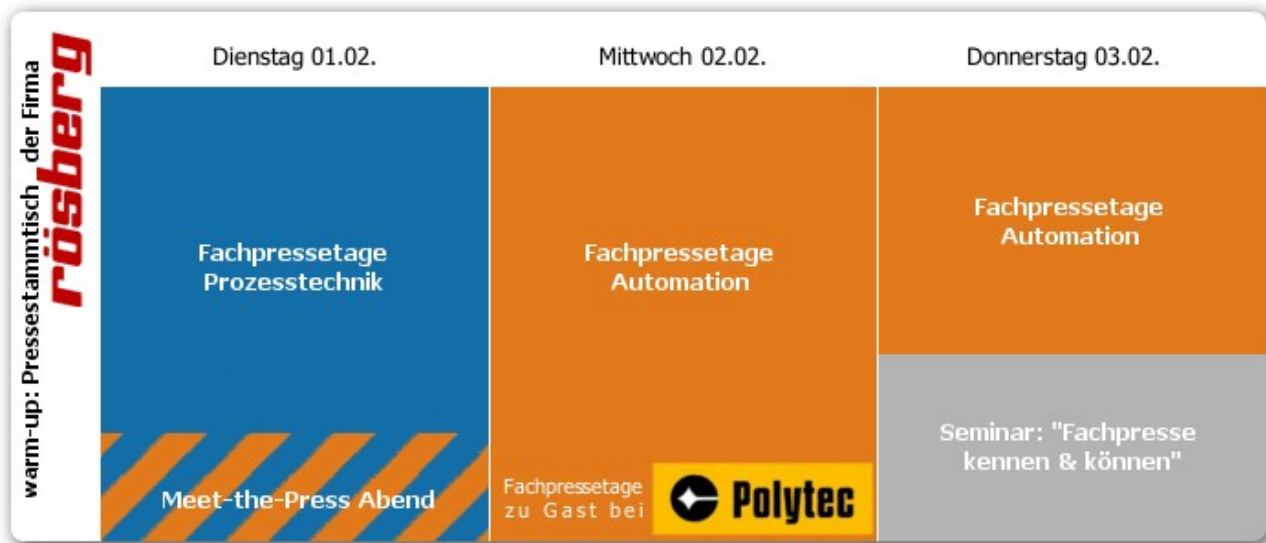 warm-up: Pressestammtisch der Firma
rösberg
Dienstag 01.02.
Mittwoch 02.02.
Donnerstag 03.02.
Fachpressetage
Prozesstechnik
Meet-the-Press Abend
Fachpressetage
Automation
Fachpressetage
zu Gast bei
Polytec
Fachpressetage
Automation
Seminar: "Fachpresse
kennen & können"